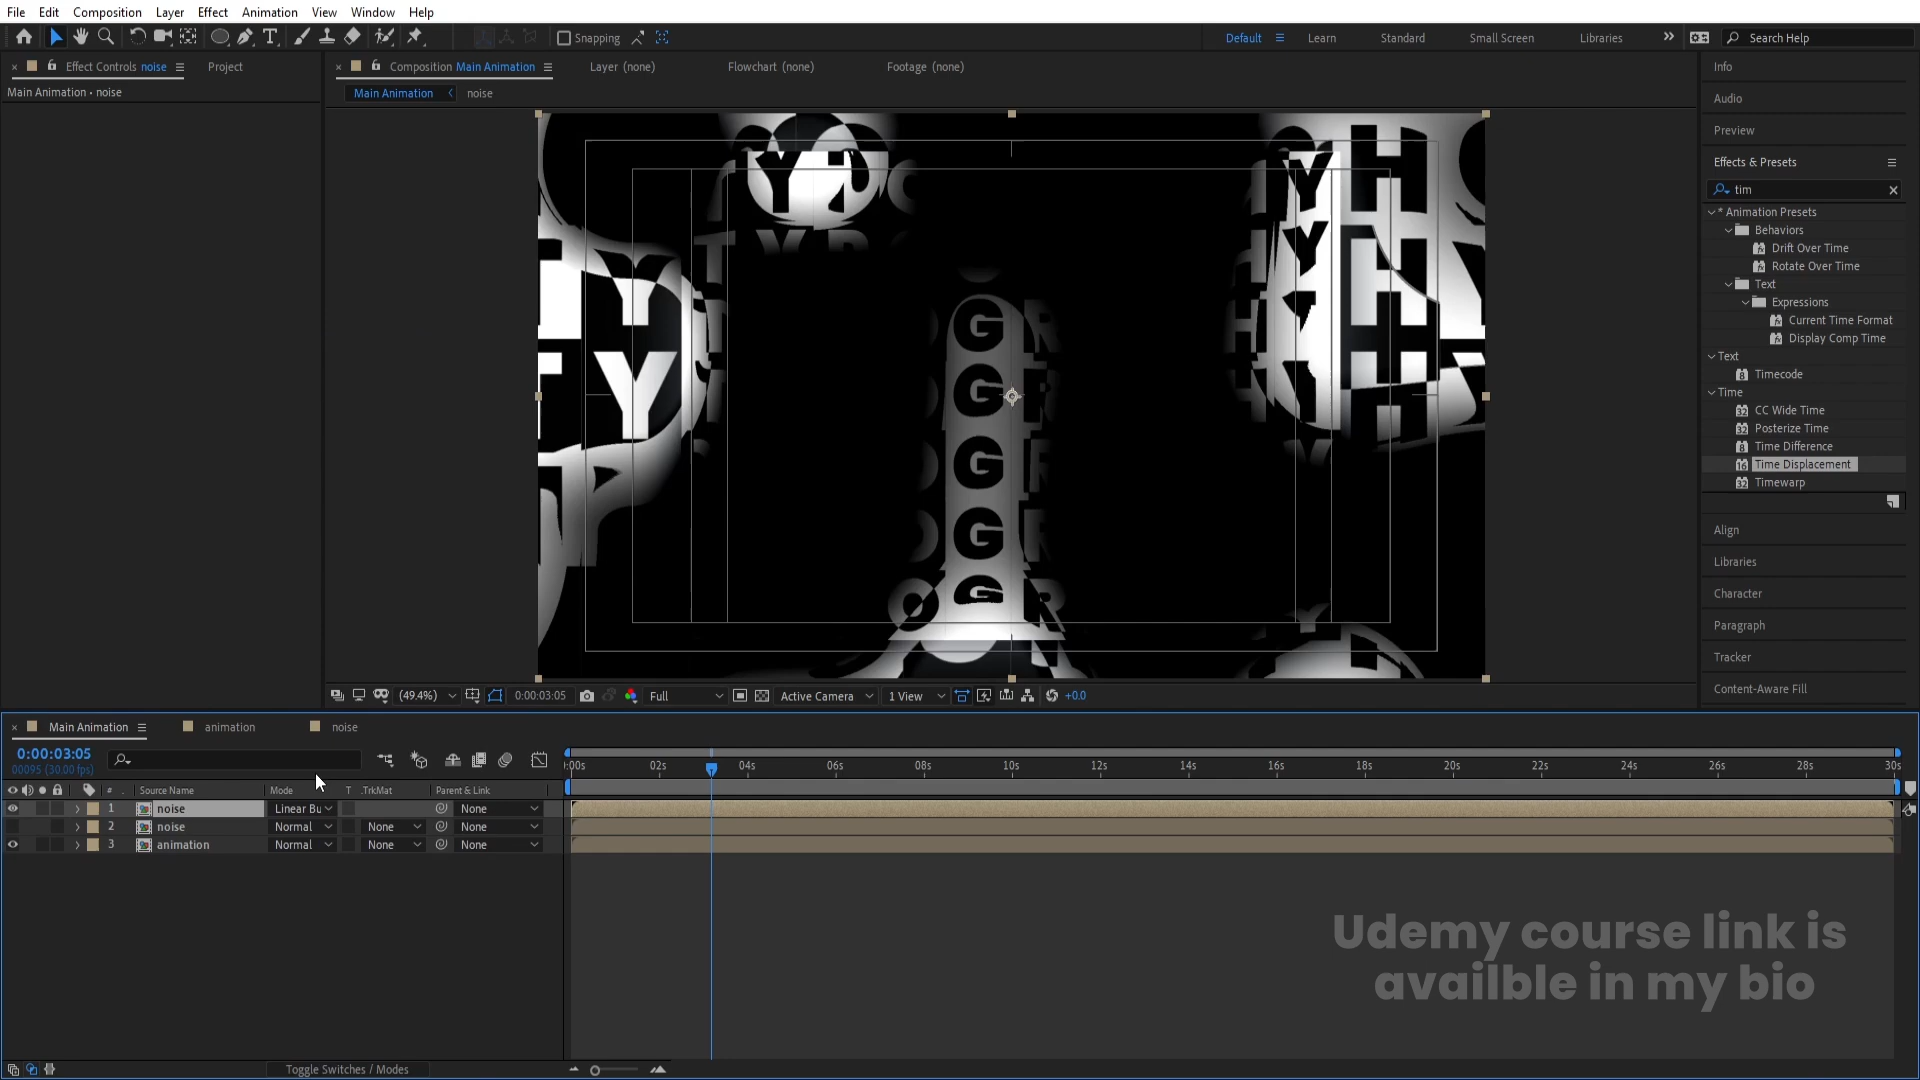 File Edit Composition Layer Effect Animation View Window Help
Snapping
Default Learn Standard Small Screen Libraries
Search Help
Effect Controls noise Project
Main Animation • noise
Composition Main Animation Layer (none) Flowchart (none) Footage (none)
Main Animation noise
Info
Audio
Preview
Effects & Presets
tim
* Animation Presets
Behaviors
Drift Over Time
Rotate Over Time
Text
Expressions
Current Time Format
Display Comp Time
Text
Timecode
Time
CC Wide Time
Posterize Time
Time Difference
Time Displacement
Timewarp
Align
Libraries
Character
Paragraph
Tracker
Content-Aware Fill
G
G
G
G
G
(49.4%) 0:00:03:05 Full Active Camera 1 View +0.0
Main Animation animation noise
0:00:03:05
00095 (30.00 fps)
:00s 02s 04s 06s 08s 10s 12s 14s 16s 18s 20s 22s 24s 26s 28s 30s
# Source Name Mode T .TrkMat Parent & Link
1 noise Linear Bu None
2 noise Normal None None
3 animation Normal None None
Udemy course link is
availble in my bio
Toggle Switches / Modes